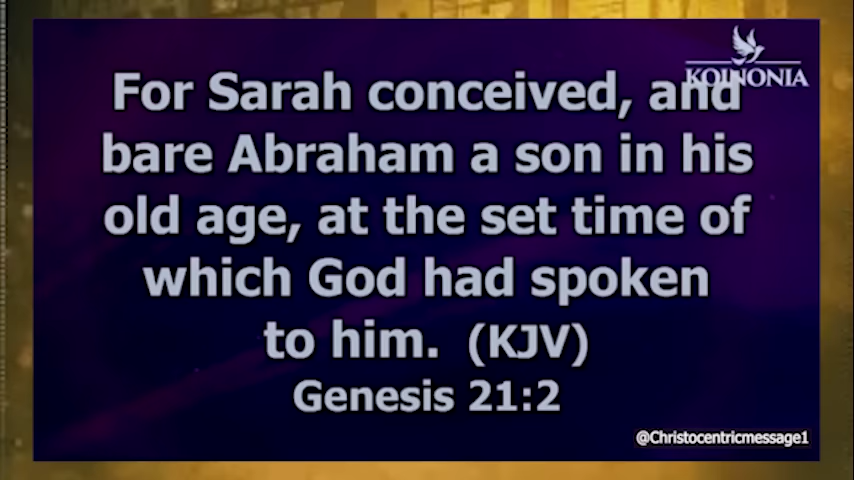 KOINONIA
For Sarah conceived, and
bare Abraham a son in his
old age, at the set time of
which God had spoken
to him. (KJV)
Genesis 21:2
@Christocentricmessage1